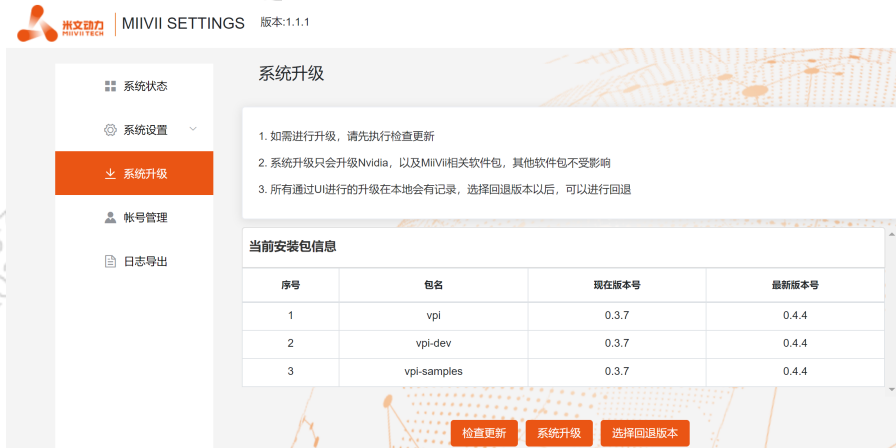 米文动力
MIIVII TECH
MIIVII SETTINGS
版本:1.1.1
系统状态
系统设置
系统升级
帐号管理
日志导出
系统升级
1. 如需进行升级，请先执行检查更新
2. 系统升级只会升级Nvidia，以及MiiVii相关软件包，其他软件包不受影响
3. 所有通过UI进行的升级在本地会有记录，选择回退版本以后，可以进行回退
当前安装包信息
序号 包名 现在版本号 最新版本号
1 vpi 0.3.7 0.4.4
2 vpi-dev 0.3.7 0.4.4
3 vpi-samples 0.3.7 0.4.4
检查更新 系统升级 选择回退版本